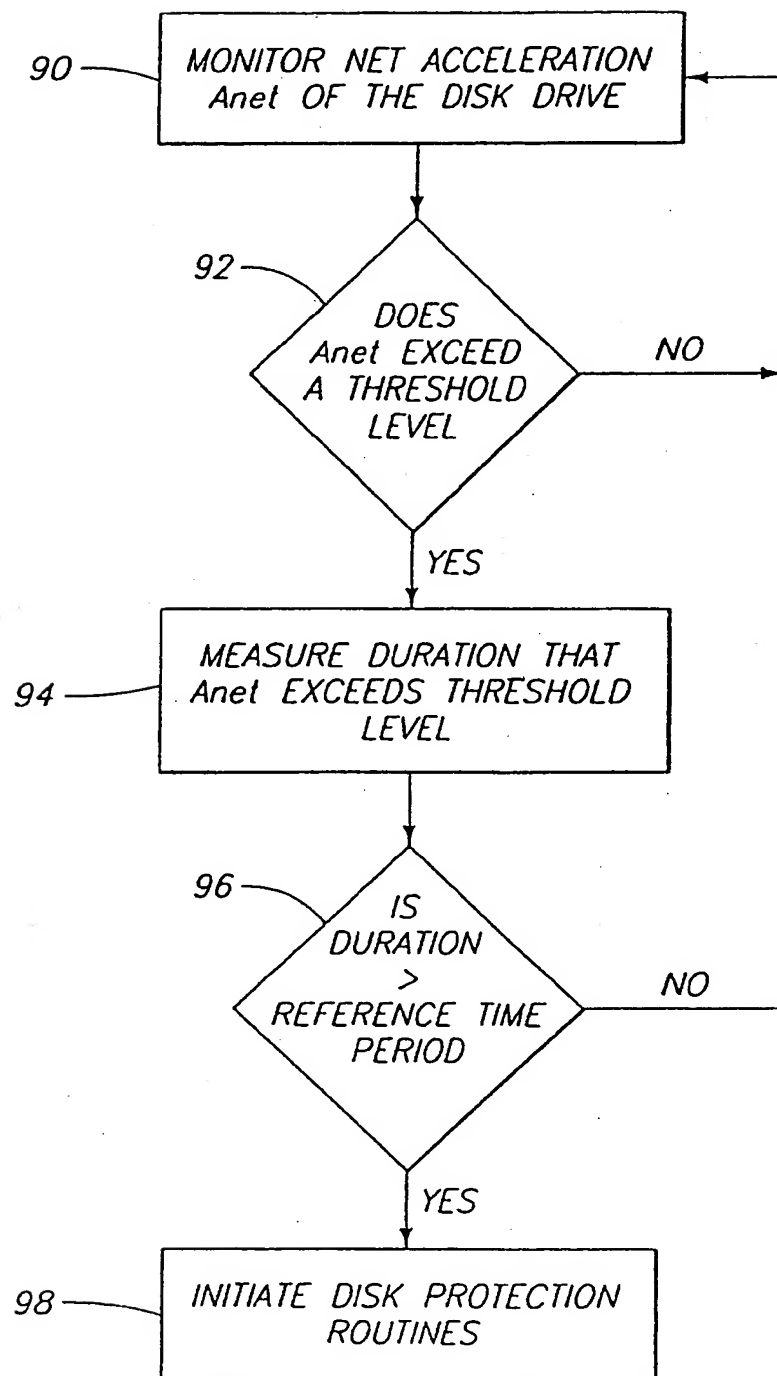 90
MONITOR NET ACCELERATION
Anet OF THE DISK DRIVE
92
DOES
Anet EXCEED
A THRESHOLD
LEVEL
NO
YES
94
MEASURE DURATION THAT
Anet EXCEEDS THRESHOLD
LEVEL
96
IS
DURATION
>
REFERENCE TIME
PERIOD
NO
YES
98
INITIATE DISK PROTECTION
ROUTINES